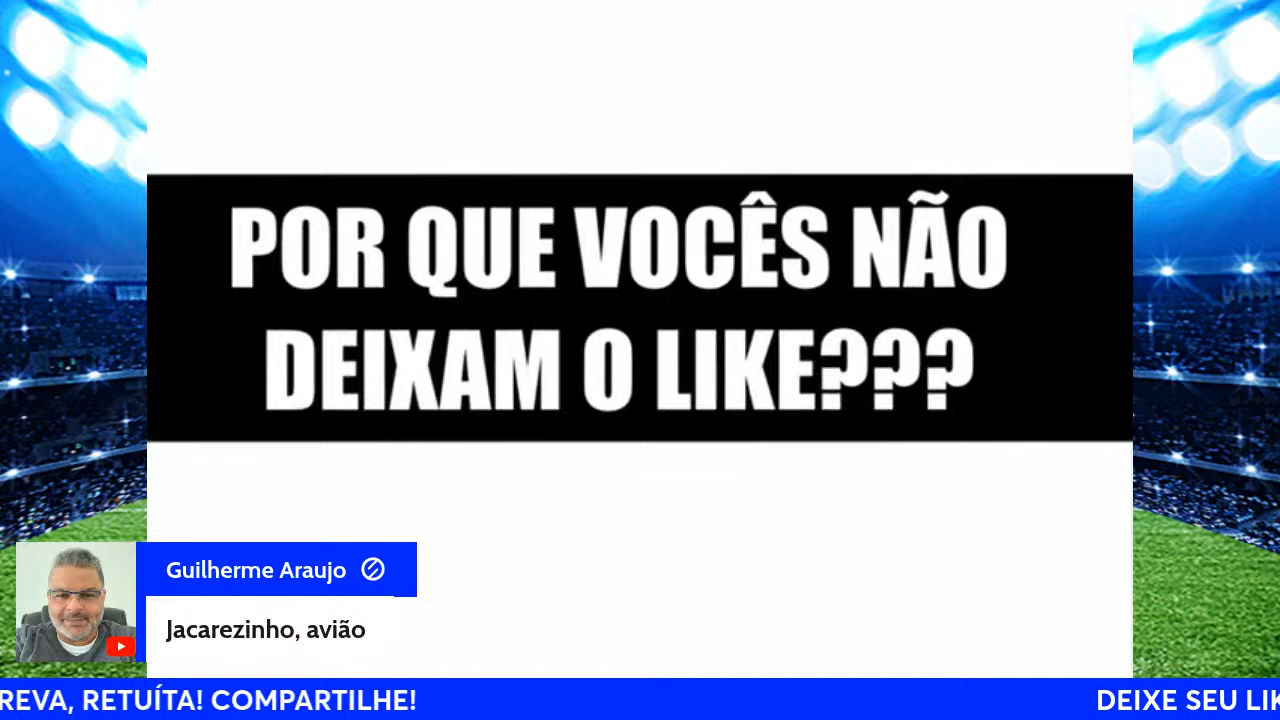 POR QUE VOCÊS NÃO
DEIXAM O LIKE???
Guilherme Araujo
Jacarezinho, avião
REVA, RETUÍTA! COMPARTILHE!
DEIXE SEU LIK